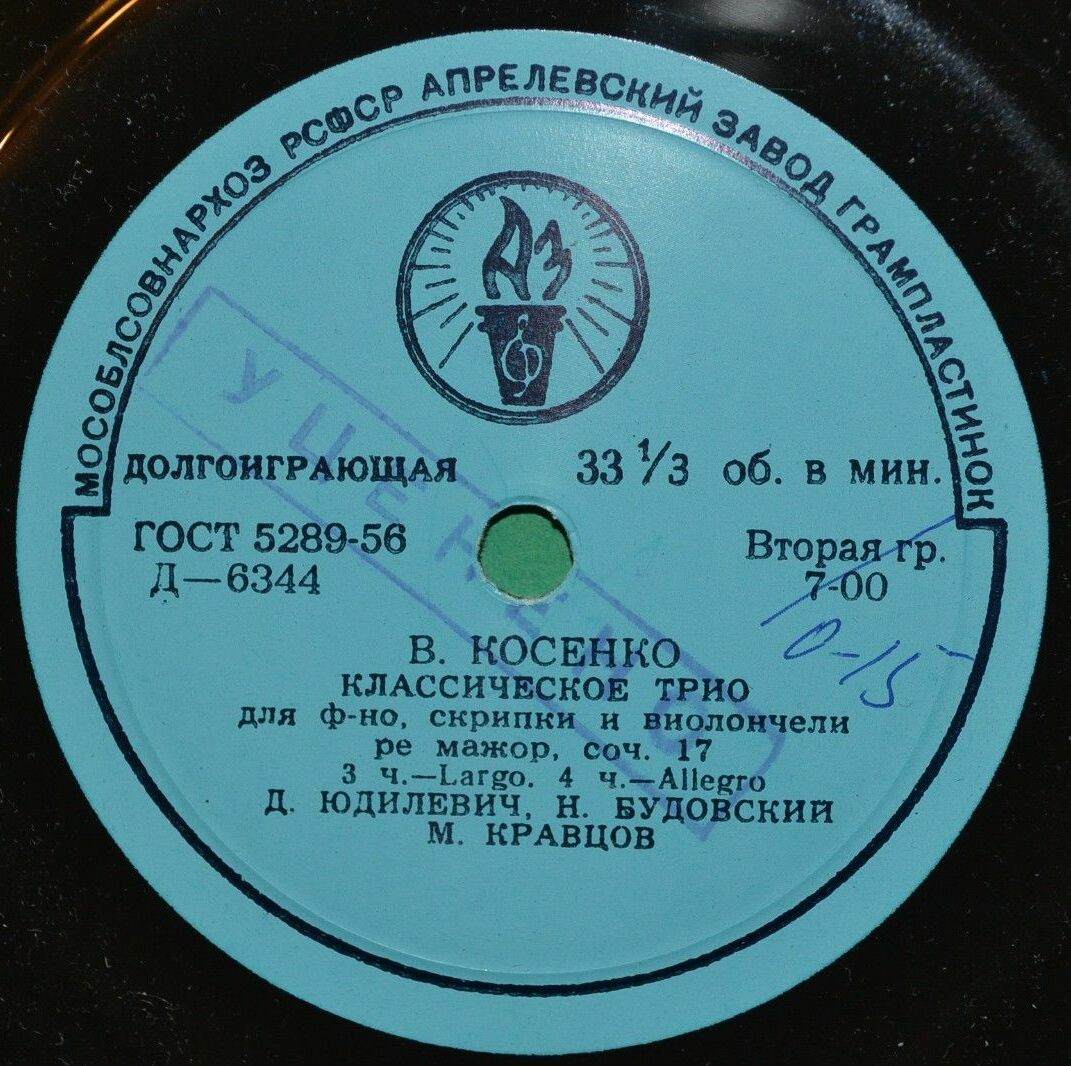 МОСОБЛСОВНАРХОЗ РСФСР АПРЕЛЕВСКИЙ ЗАВОД ГРАМПЛАСТИНОК
АЗ
ДОЛГОИГРАЮЩАЯ 33 1/3 об. в мин.
ГОСТ 5289-56 Вторая гр.
Д—6344 7-00
0-15
УЦЕНЕНО
В. КОСЕНКО
КЛАССИЧЕСКОЕ ТРИО
для ф-но, скрипки и виолончели
ре мажор, соч. 17
3 ч.—Largo. 4 ч.—Allegro
Д. ЮДИЛЕВИЧ, Н. БУДОВСКИЙ
М. КРАВЦОВ